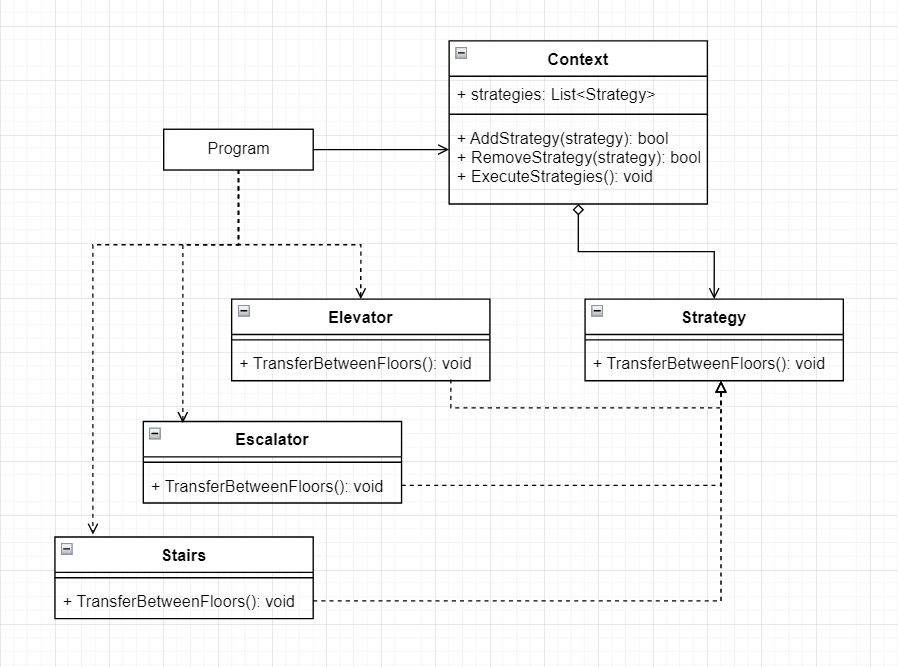 Context
+ strategies: List<Strategy>
+ AddStrategy(strategy): bool
+ RemoveStrategy(strategy): bool
+ ExecuteStrategies(): void
Program
Elevator
+ TransferBetweenFloors(): void
Strategy
+ TransferBetweenFloors(): void
Escalator
+ TransferBetweenFloors(): void
Stairs
+ TransferBetweenFloors(): void